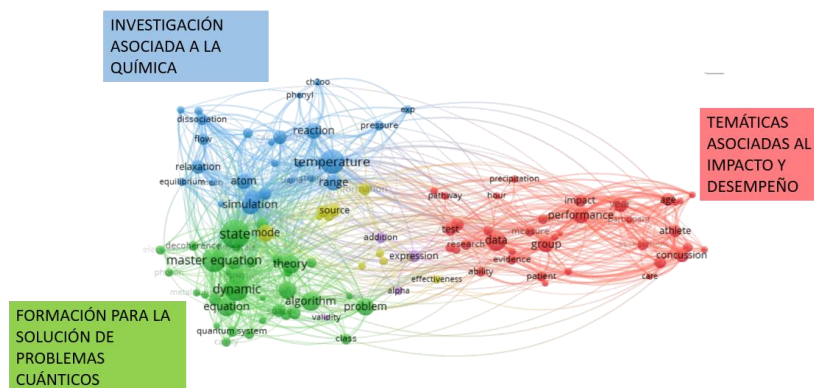 INVESTIGACIÓN
ASOCIADA A LA
QUÍMICA
ch2oo
phenyl
exp
dissociation
reaction
pressure
flow
TEMÁTICAS
ASOCIADAS AL
IMPACTO Y
DESEMPEÑO
relaxation
temperature
equilibrium
atom
range
precipitation
simulation
pathway
hour
impact
age
source
performance
participant
state
mode
addition
test
measure
athlete
decoherence
research
data
group
master equation
theory
expression
evidence
concussion
ability
patient
care
dynamic
effectiveness
alpha
equation
algorithm
problem
validity
quantum system
class
FORMACIÓN PARA LA
SOLUCIÓN DE
PROBLEMAS
CUÁNTICOS